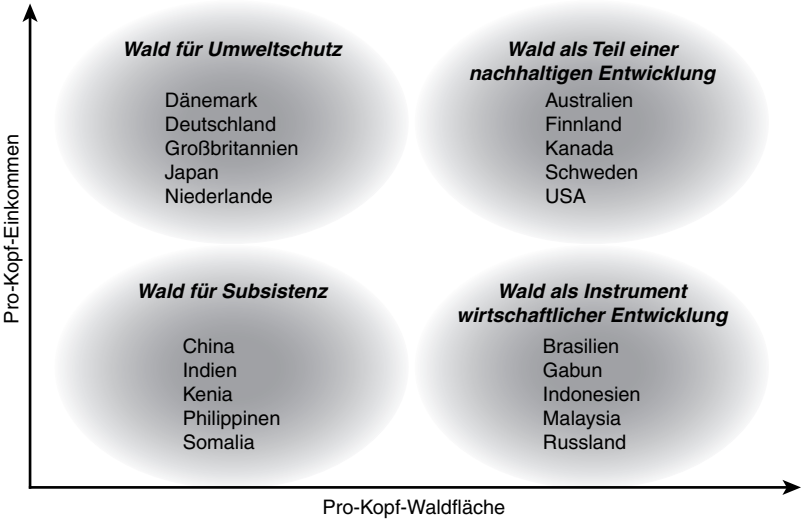 Pro-Kopf-Einkommen
Wald für Umweltschutz
Dänemark
Deutschland
Großbritannien
Japan
Niederlande
Wald als Teil einer
nachhaltigen Entwicklung
Australien
Finnland
Kanada
Schweden
USA
Wald für Subsistenz
China
Indien
Kenia
Philippinen
Somalia
Wald als Instrument
wirtschaftlicher Entwicklung
Brasilien
Gabun
Indonesien
Malaysia
Russland
Pro-Kopf-Waldfläche